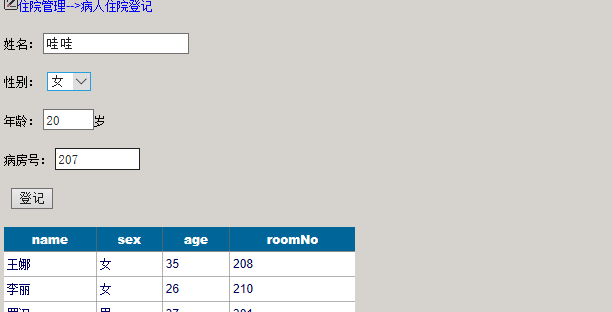 住院管理-->病人住院登记
姓名： 哇哇
性别： 女
年龄： 20 岁
病房号： 207
登记
name sex age roomNo
王娜 女 35 208
李丽 女 26 210